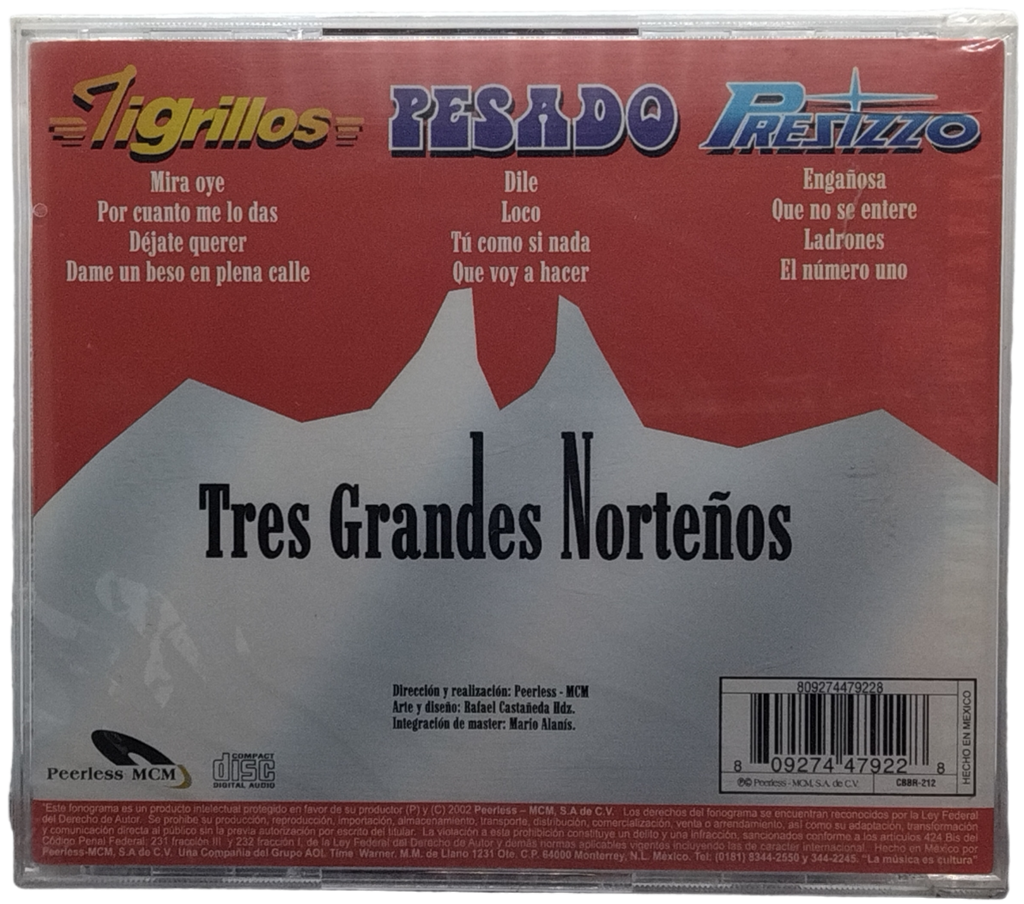 Tigrillos
Mira oye
Por cuanto me lo das
Déjate querer
Dame un beso en plena calle
PESADO
Dile
Loco
Tú como si nada
Que voy a hacer
PRESIZZO
Engañosa
Que no se entere
Ladrones
El número uno
Tres Grandes Norteños
Dirección y realización: Peerless - MCM
Arte y diseño: Rafael Castañeda Hdz.
Integración de master: Mario Alanís.
Peerless MCM
COMPACT
disc
DIGITAL AUDIO
809274479228
8 09274 47922 8
℗© Peerless - MCM, S.A. de C.V. CBBR-212
HECHO EN MEXICO
"Este fonograma es un producto intelectual protegido en favor de su productor (P) y (C) 2002 Peerless – MCM, S.A de C.V. Los derechos del fonograma se encuentran reconocidos por la Ley Federal
del Derecho de Autor. Se prohibe su producción, reproducción, importación, almacenamiento, transporte, distribución, comercialización, venta o arrendamiento, así como su adaptación, transformación
y comunicación directa al público sin la previa autorización por escrito del titular. La violación a esta prohibición constituye un delito y una infracción, sancionados conforme a los artículos 424 Bis del
Código Penal Federal: 231 fracción III y 232 fracción I, de la Ley Federal del Derecho de Autor y demás normas aplicables vigentes incluyendo las de carácter internacional. Hecho en México por
Peerless-MCM, S.A de C.V. Una Compañía del Grupo AOL Time Warner. M.M. de Llano 1231 Ote. C.P. 64000 Monterrey, N.L. México. Tel: (0181) 8344-2550 y 344-2245. "La música es cultura"